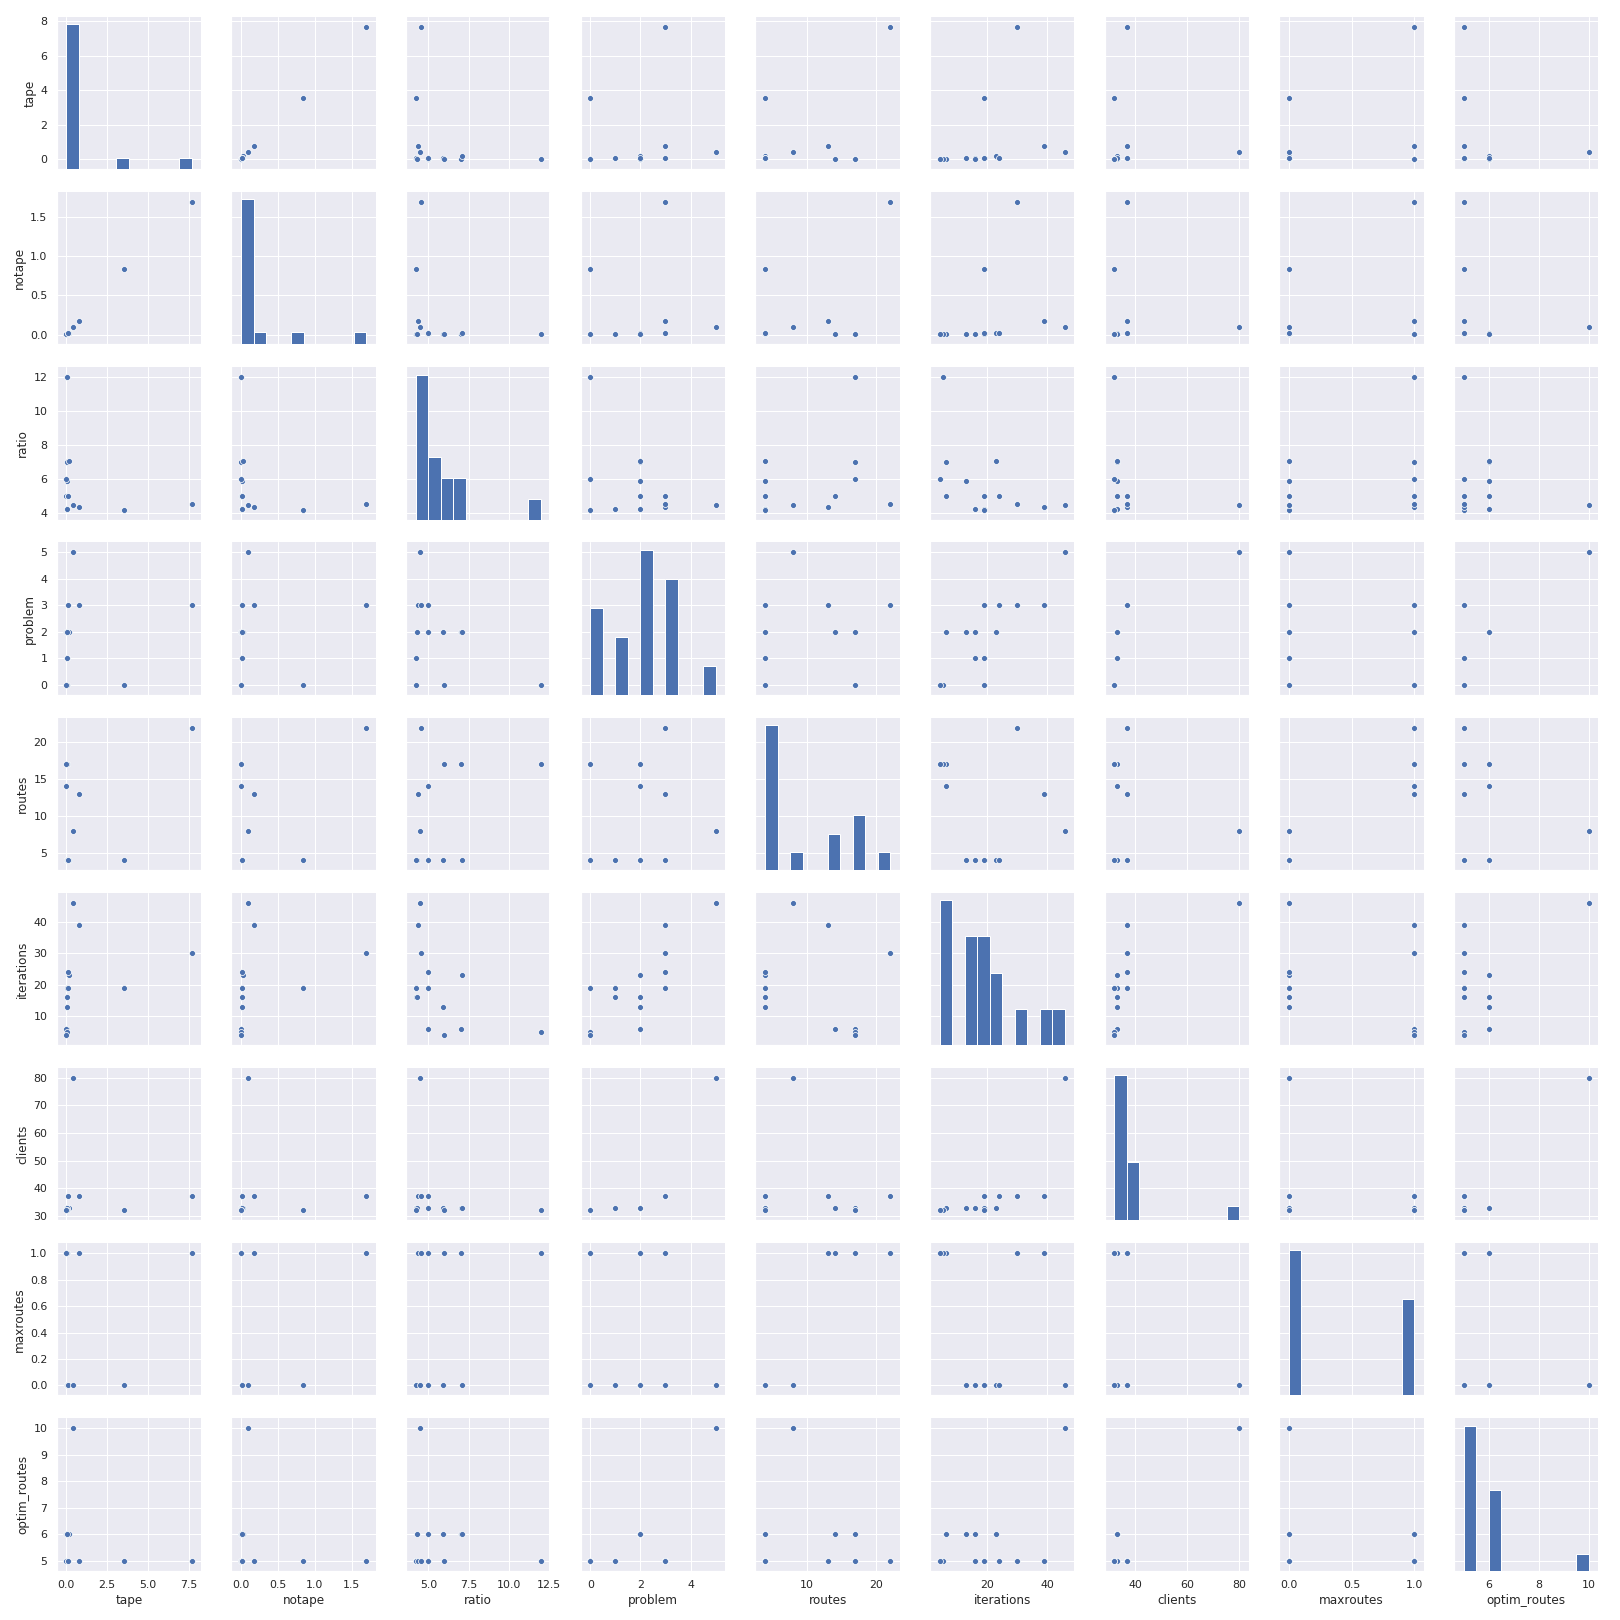 8
6
4
2
0
tape
1.5
1.0
0.5
0.0
notape
12
10
8
6
4
ratio
5
4
3
2
1
0
problem
20
15
10
5
routes
40
30
20
10
iterations
80
70
60
50
40
30
clients
1.0
0.8
0.6
0.4
0.2
0.0
maxroutes
10
9
8
7
6
5
optim_routes
0.0 2.5 5.0 7.5
tape
0.0 0.5 1.0 1.5
notape
5.0 7.5 10.0 12.5
ratio
0 2 4
problem
10 20
routes
20 40
iterations
40 60 80
clients
0.0 0.5 1.0
maxroutes
6 8 10
optim_routes